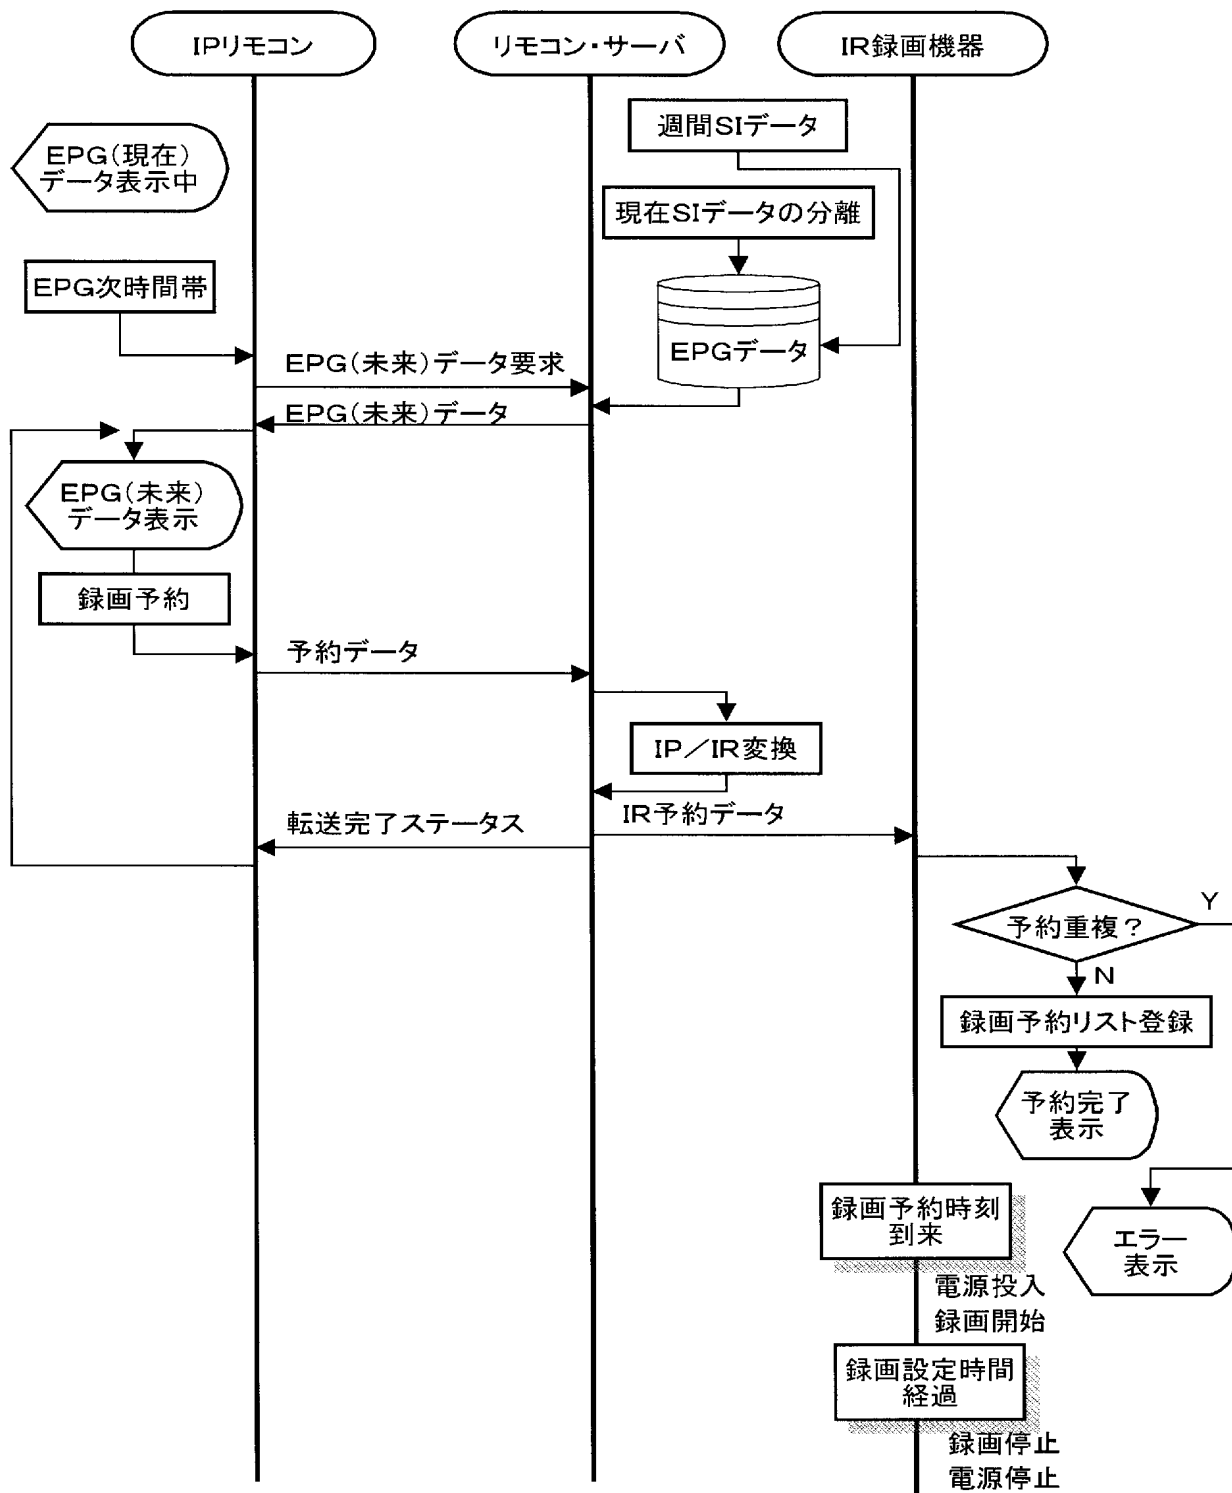 IPリモコン
リモコン・サーバ
IR録画機器
週間SIデータ
EPG(現在)
データ表示中
現在SIデータの分離
EPG次時間帯
EPGデータ
EPG(未来)データ要求
EPG(未来)データ
EPG(未来)
データ表示
録画予約
予約データ
IP/IR変換
IR予約データ
転送完了ステータス
Y
予約重複?
N
録画予約リスト登録
予約完了
表示
録画予約時刻
到来
エラー
表示
電源投入
録画開始
録画設定時間
経過
録画停止
電源停止